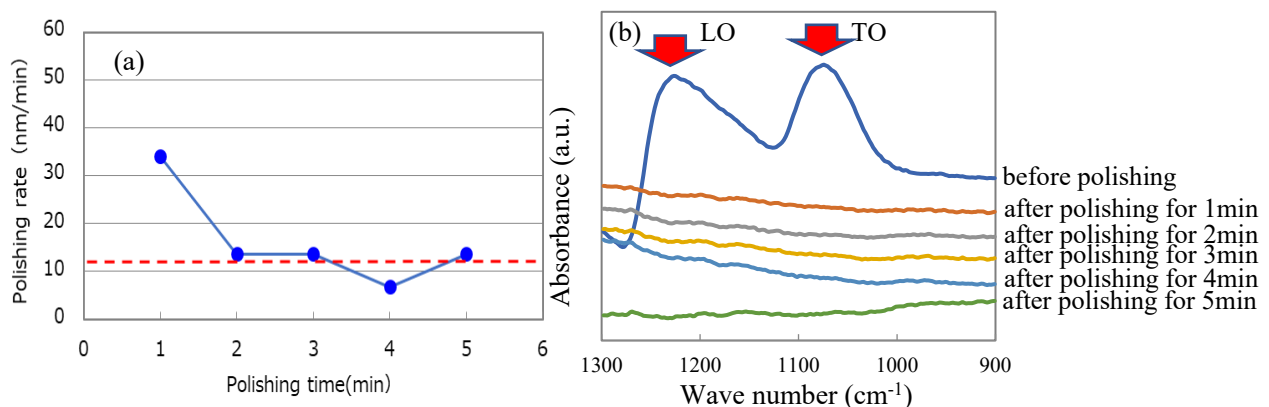 (a)
Polishing rate (nm/min)
60
50
40
30
20
10
0
0 1 2 3 4 5 6
Polishing time(min)
(b)
LO
TO
Absorbance (a.u.)
before polishing
after polishing for 1min
after polishing for 2min
after polishing for 3min
after polishing for 4min
after polishing for 5min
1300 1200 1100 1000 900
Wave number (cm⁻¹)